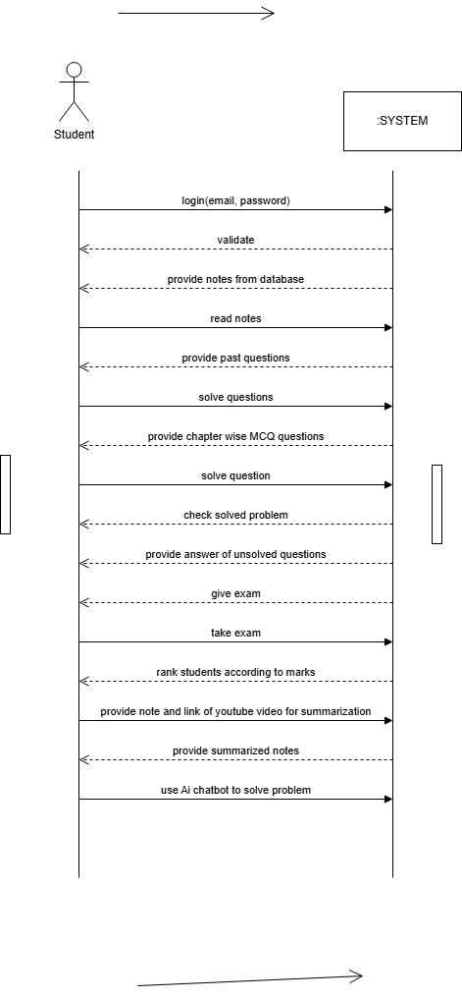 Student
:SYSTEM
login(email, password)
validate
provide notes from database
read notes
provide past questions
solve questions
provide chapter wise MCQ questions
solve question
check solved problem
provide answer of unsolved questions
give exam
take exam
rank students according to marks
provide note and link of youtube video for summarization
provide summarized notes
use Ai chatbot to solve problem